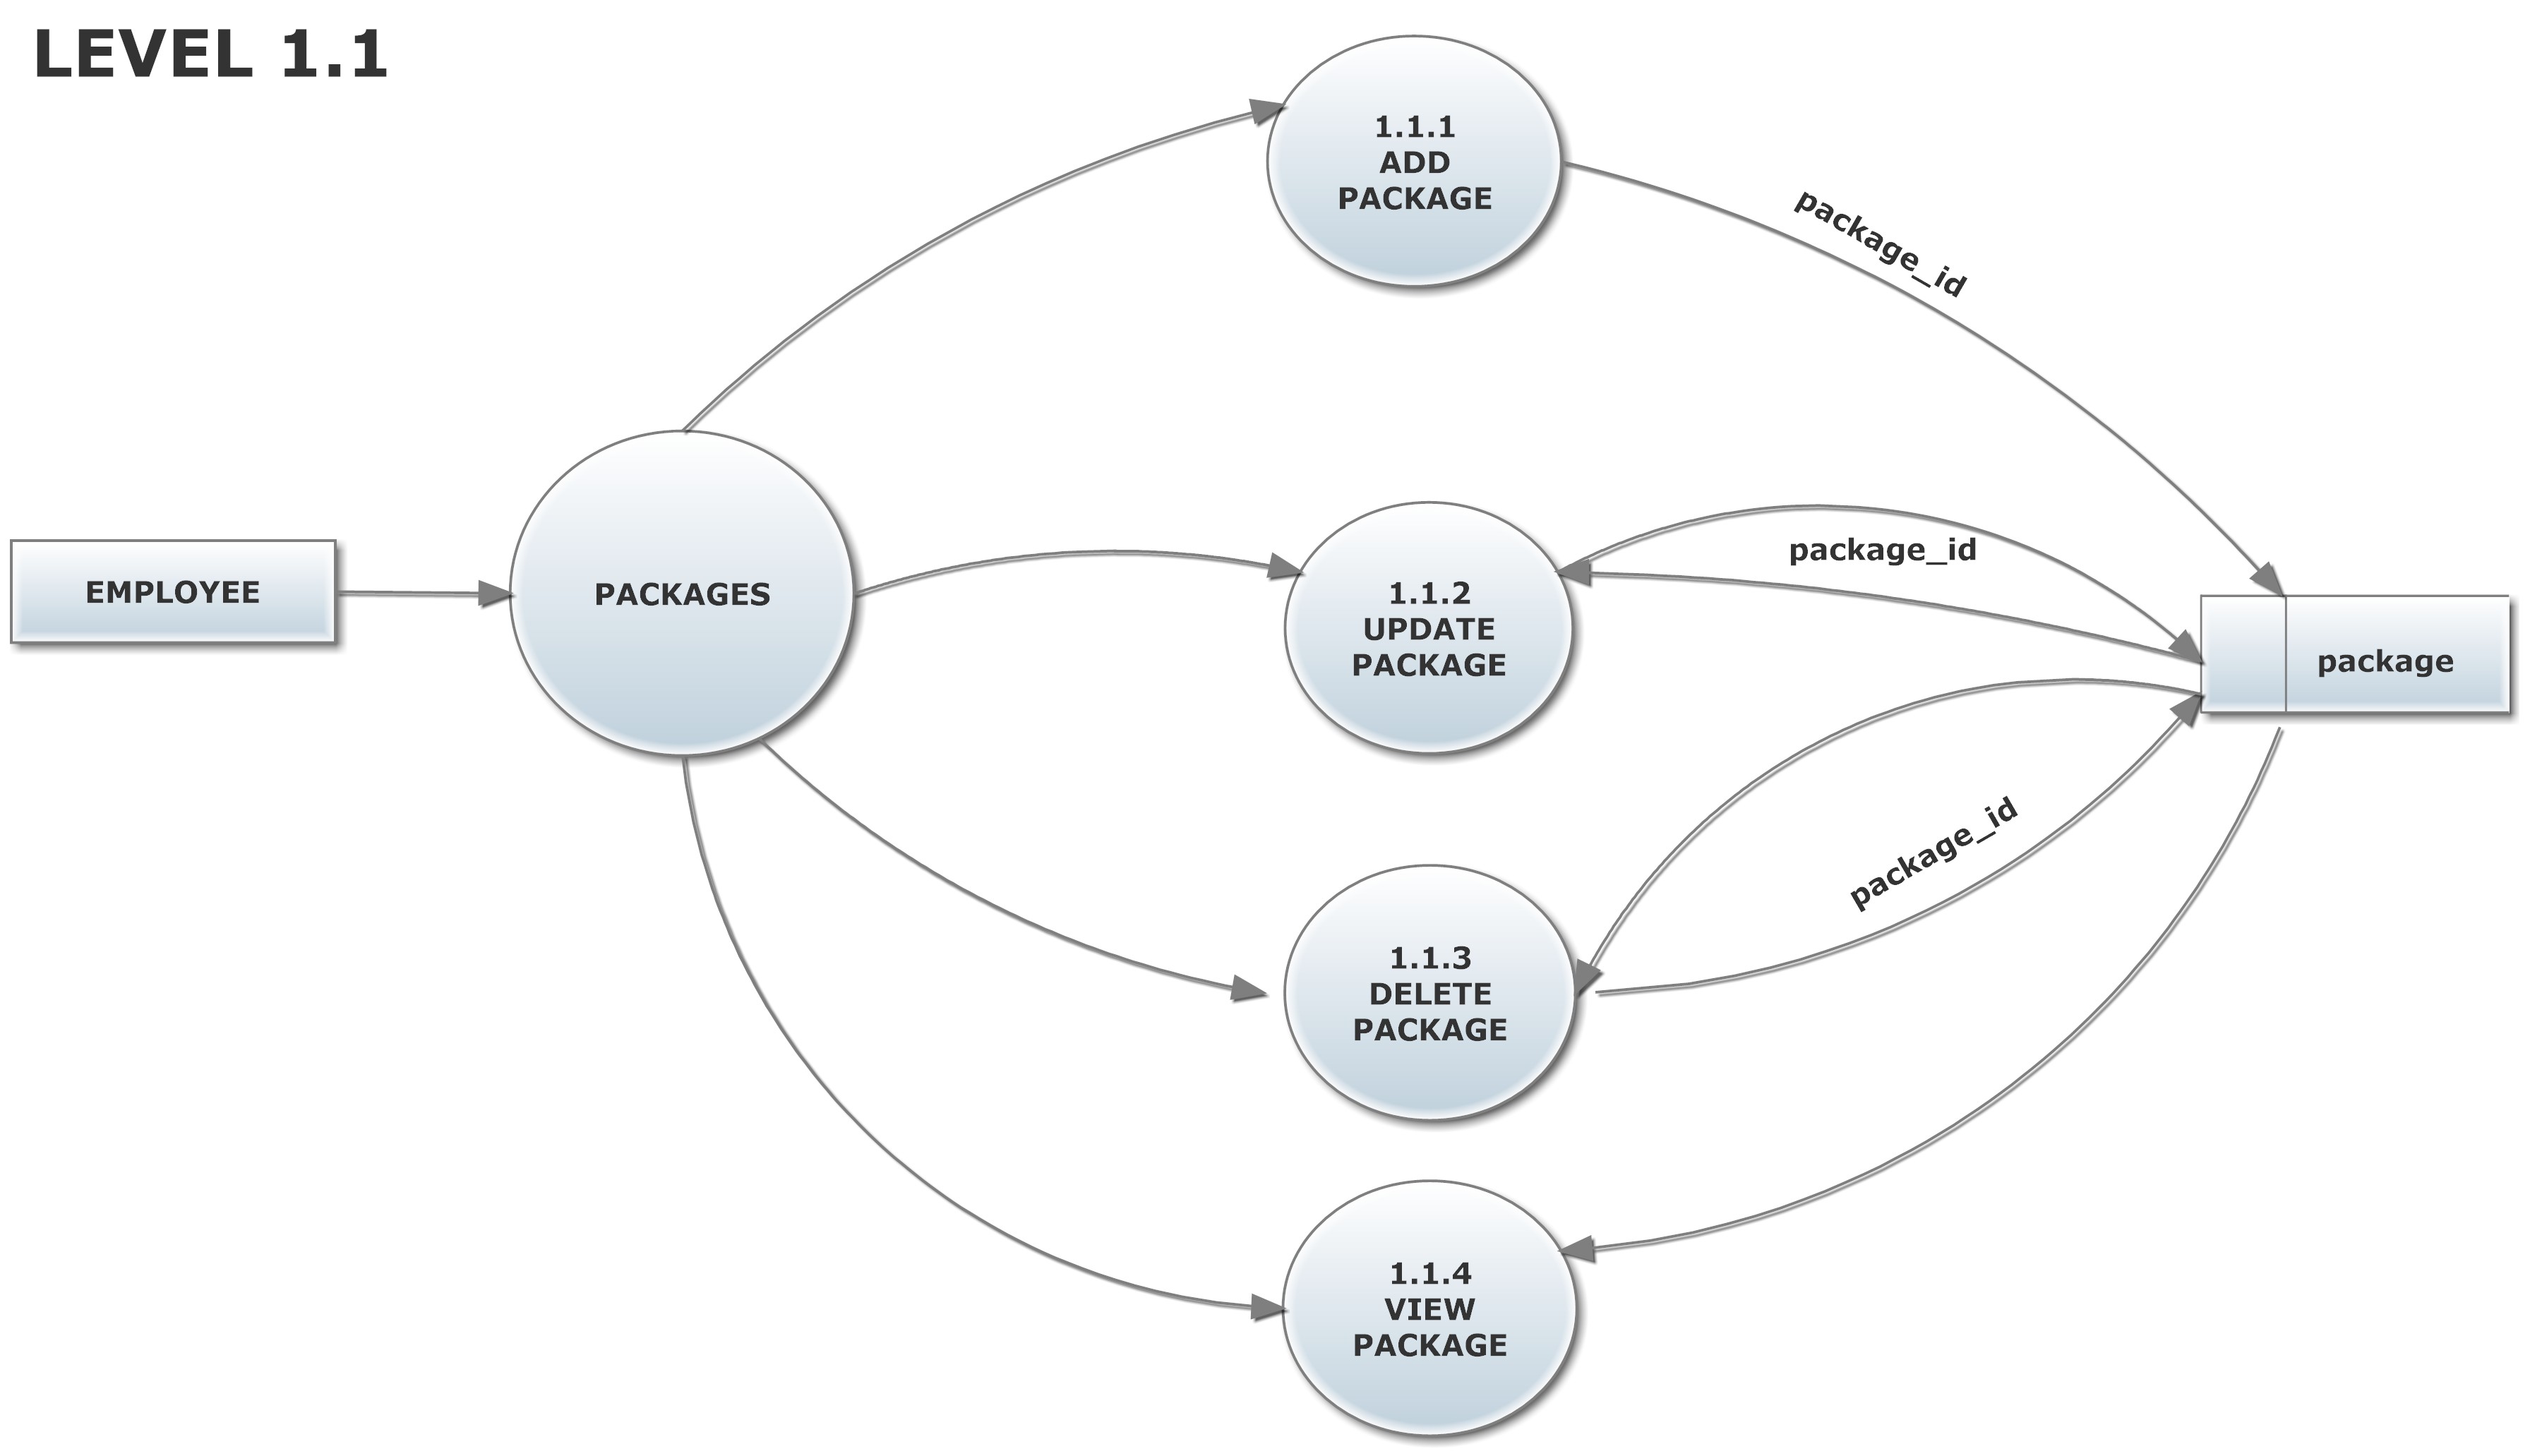 LEVEL 1.1
1.1.1
ADD
PACKAGE
package_id
EMPLOYEE
PACKAGES
1.1.2
UPDATE
PACKAGE
package_id
package
package_id
1.1.3
DELETE
PACKAGE
1.1.4
VIEW
PACKAGE